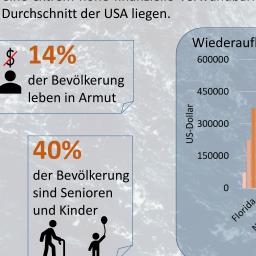 Durchschnitt der USA liegen.
$ 14%
der Bevölkerung
leben in Armut
40%
der Bevölkerung
sind Senioren
und Kinder
600000
450000
300000
150000
0
US-Dollar
Florida